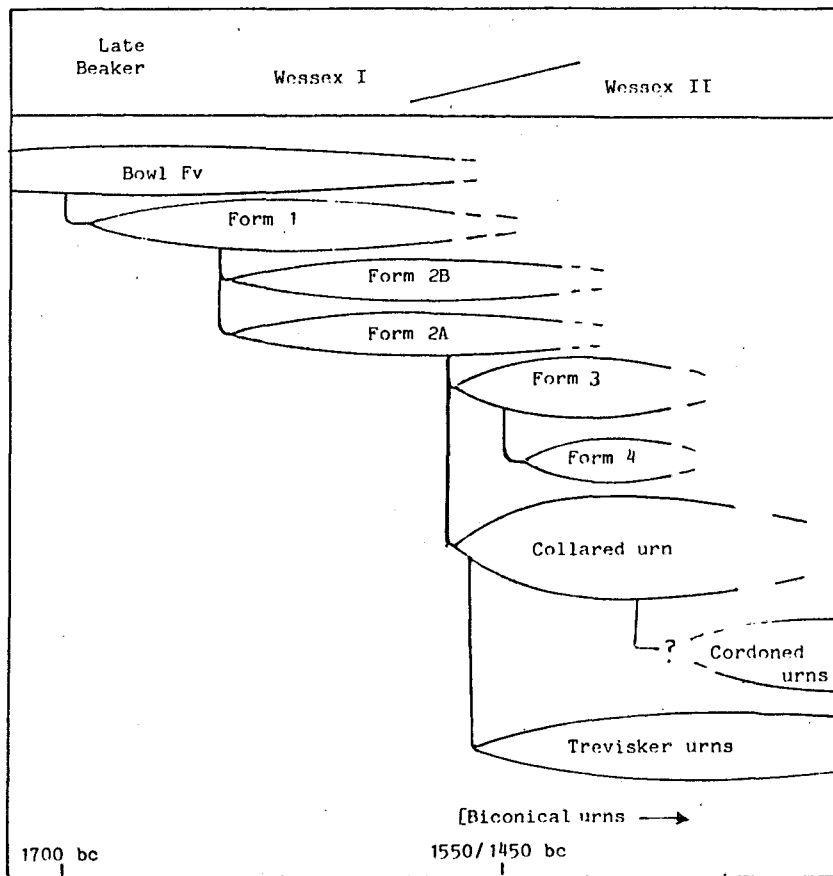 Late
Beaker
Wessex I
Wessex II
Bowl Fv
Form 1
Form 2B
Form 2A
Form 3
Form 4
Collared urn
?
Cordoned
urns
Trevisker urns
[Biconical urns →
1700 bc
1550/1450 bc